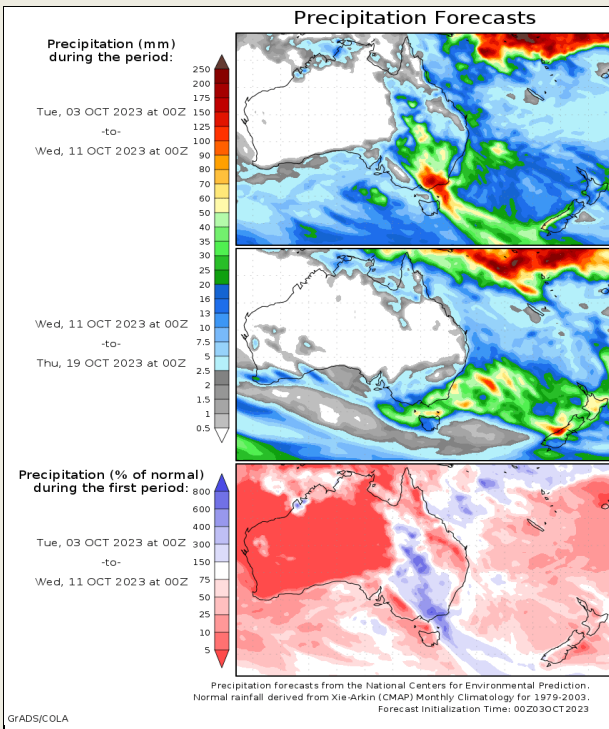 Precipitation Forecasts
Precipitation (mm)
during the period:
Tue, 03 OCT 2023 at 00Z
-to-
Wed, 11 OCT 2023 at 00Z
250
200
175
150
125
100
90
80
70
60
50
40
35
30
25
20
16
13
10
7.5
5
2.5
2
1.5
1
0.5
Wed, 11 OCT 2023 at 00Z
-to-
Thu, 19 OCT 2023 at 00Z
Precipitation (% of normal)
during the first period:
Tue, 03 OCT 2023 at 00Z
-to-
Wed, 11 OCT 2023 at 00Z
800
600
400
300
150
75
50
25
10
5
Precipitation forecasts from the National Centers for Environmental Prediction.
Normal rainfall derived from Xie-Arkin (CMAP) Monthly Climatology for 1979-2003.
Forecast Initialization Time: 00Z03OCT2023
GrADS/COLA